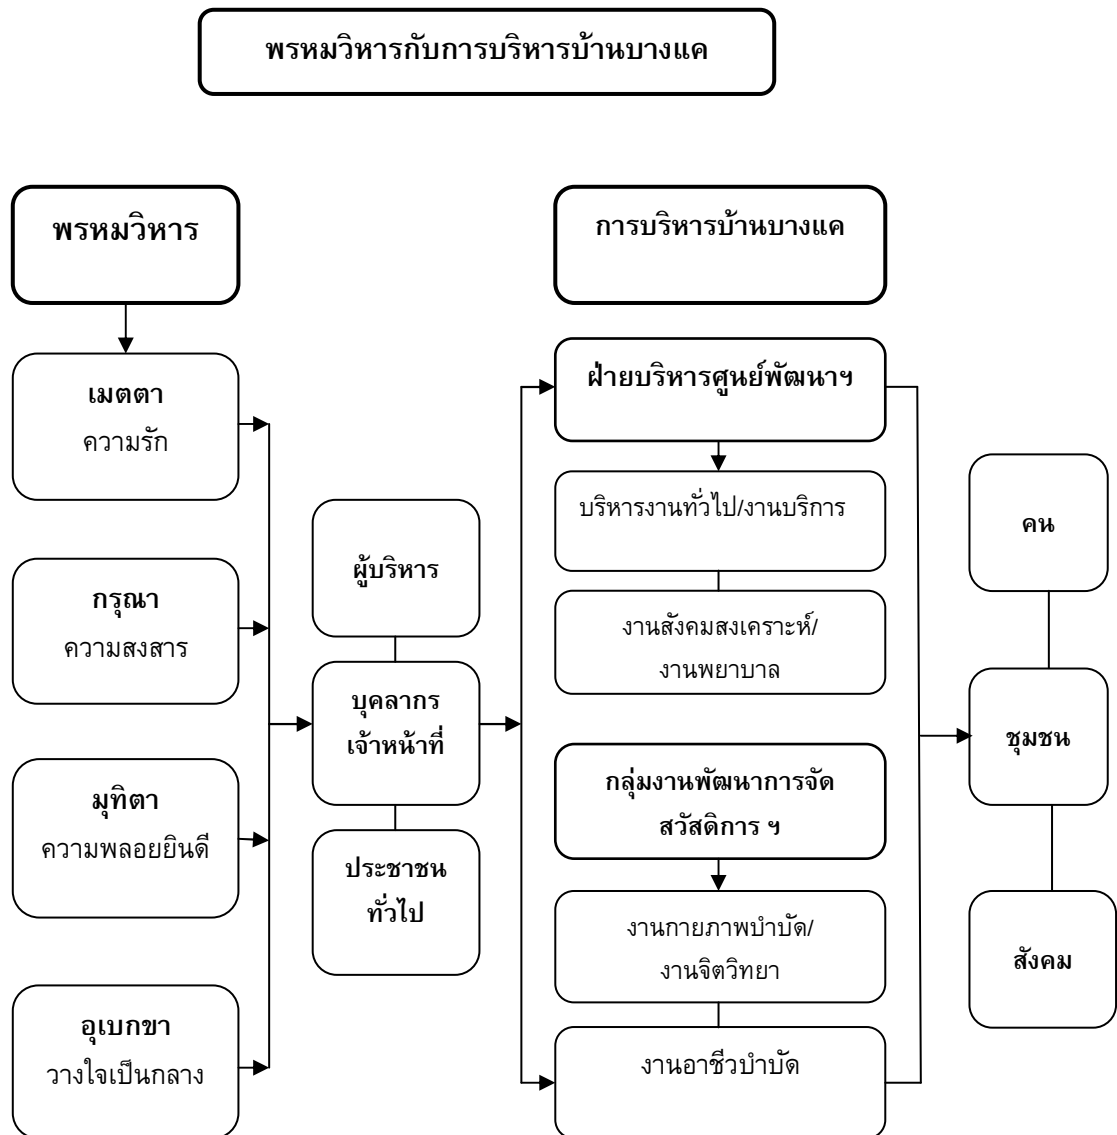 พรหมวิหารกับการบริหารบ้านบางแค
พรหมวิหาร
เมตตา
ความรัก
กรุณา
ความสงสาร
มุทิตา
ความพลอยยินดี
อุเบกขา
วางใจเป็นกลาง
ผู้บริหาร
บุคลากร
เจ้าหน้าที่
ประชาชน
ทั่วไป
การบริหารบ้านบางแค
ฝ่ายบริหารศูนย์พัฒนาฯ
บริหารงานทั่วไป/งานบริการ
งานสังคมสงเคราะห์/
งานพยาบาล
กลุ่มงานพัฒนาการจัด
สวัสดิการ ฯ
งานกายภาพบำบัด/
งานจิตวิทยา
งานอาชีวบำบัด
คน
ชุมชน
สังคม